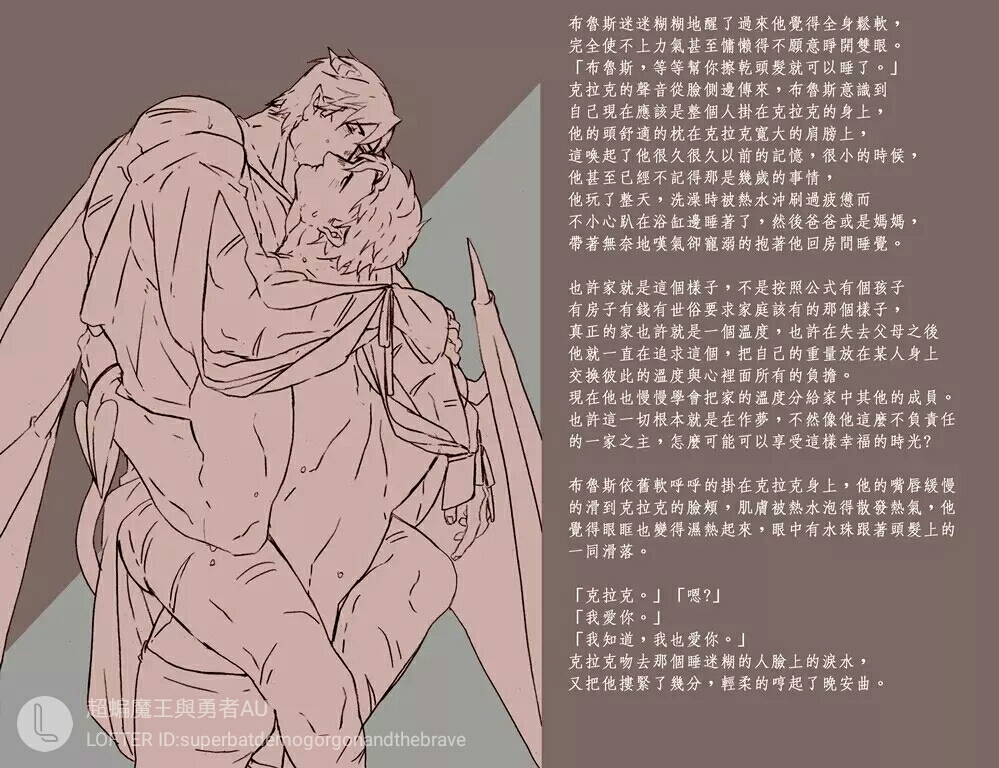 布魯斯迷迷糊糊地醒了過來他覺得全身鬆軟，
完全使不上力氣甚至慵懶得不願意睜開雙眼。
「布魯斯，等等幫你擦乾頭髮就可以睡了。」
克拉克的聲音從臉側邊傳來，布魯斯意識到
自己現在應該是整個人掛在克拉克的身上，
他的頭舒適的枕在克拉克寬大的肩膀上，
這喚起了他很久很久以前的記憶，很小的時候，
他甚至已經不記得那是幾歲的事情，
他玩了整天，洗澡時被熱水沖刷過疲憊而
不小心趴在浴缸邊睡著了，然後爸爸或是媽媽，
帶著無奈地嘆氣卻寵溺的抱著他回房間睡覺。
也許家就是這個樣子，不是按照公式有個孩子
有房子有錢有世俗要求家庭該有的那個樣子，
真正的家也許就是一個溫度，也許在失去父母之後
他就一直在追求這個，把自己的重量放在某人身上
交換彼此的溫度與心裡面所有的負擔。
現在他也慢慢學會把家的溫度分給家中其他的成員。
也許這一切根本就是在作夢，不然像他這麼不負責任
的一家之主，怎麼可能可以享受這樣幸福的時光?
布魯斯依舊軟呼呼的掛在克拉克身上，他的嘴唇緩慢
的滑到克拉克的臉頰，肌膚被熱水泡得散發熱氣，他
覺得眼眶也變得濕熱起來，眼中有水珠跟著頭髮上的
一同滑落。
「克拉克。」「嗯?」
「我愛你。」
「我知道，我也愛你。」
克拉克吻去那個睡迷糊的人臉上的淚水，
又把他摟緊了幾分，輕柔的哼起了晚安曲。
超蝙魔王與勇者AU
LOFTER ID:superbatdemogorgonandthebrave